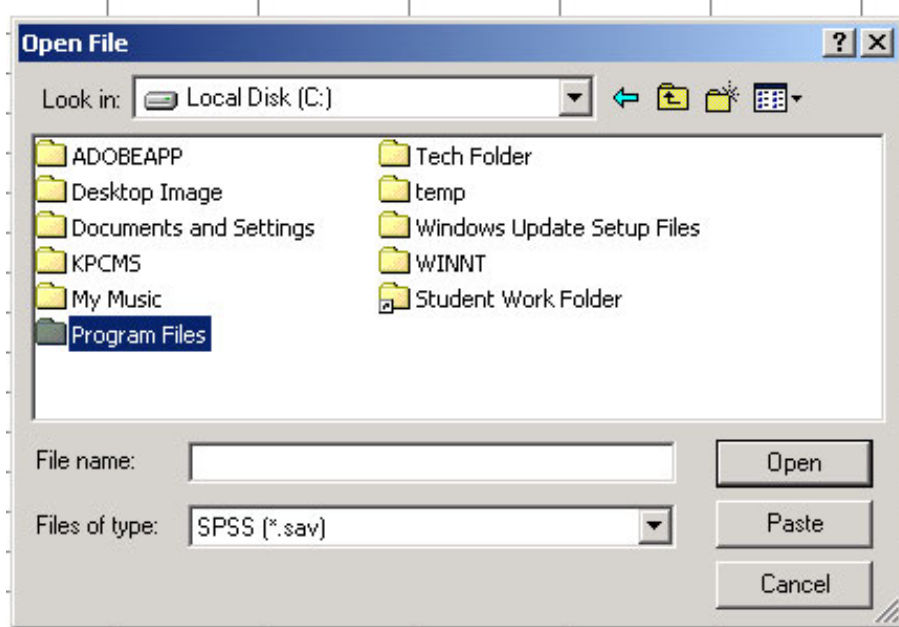 Open File
Look in: Local Disk (C:)
ADOBEAPP
Desktop Image
Documents and Settings
KPCMS
My Music
Program Files
Tech Folder
temp
Windows Update Setup Files
WINNT
Student Work Folder
File name:
Open
Files of type: SPSS (*.sav)
Paste
Cancel